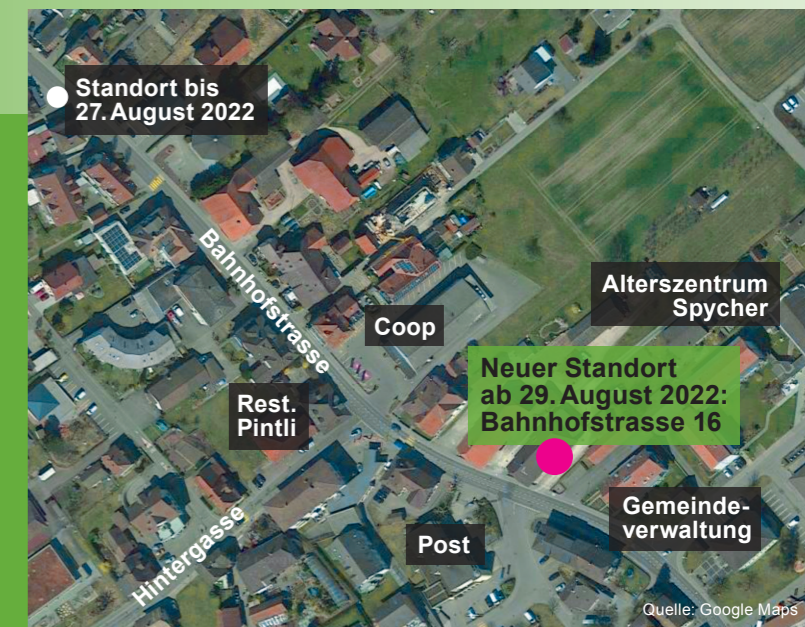 Standort bis
27. August 2022
Bahnhofstrasse
Alterszentrum
Spycher
Coop
Neuer Standort
ab 29. August 2022:
Bahnhofstrasse 16
Rest.
Pintli
Gemeinde-
verwaltung
Post
Hintergasse
Quelle: Google Maps